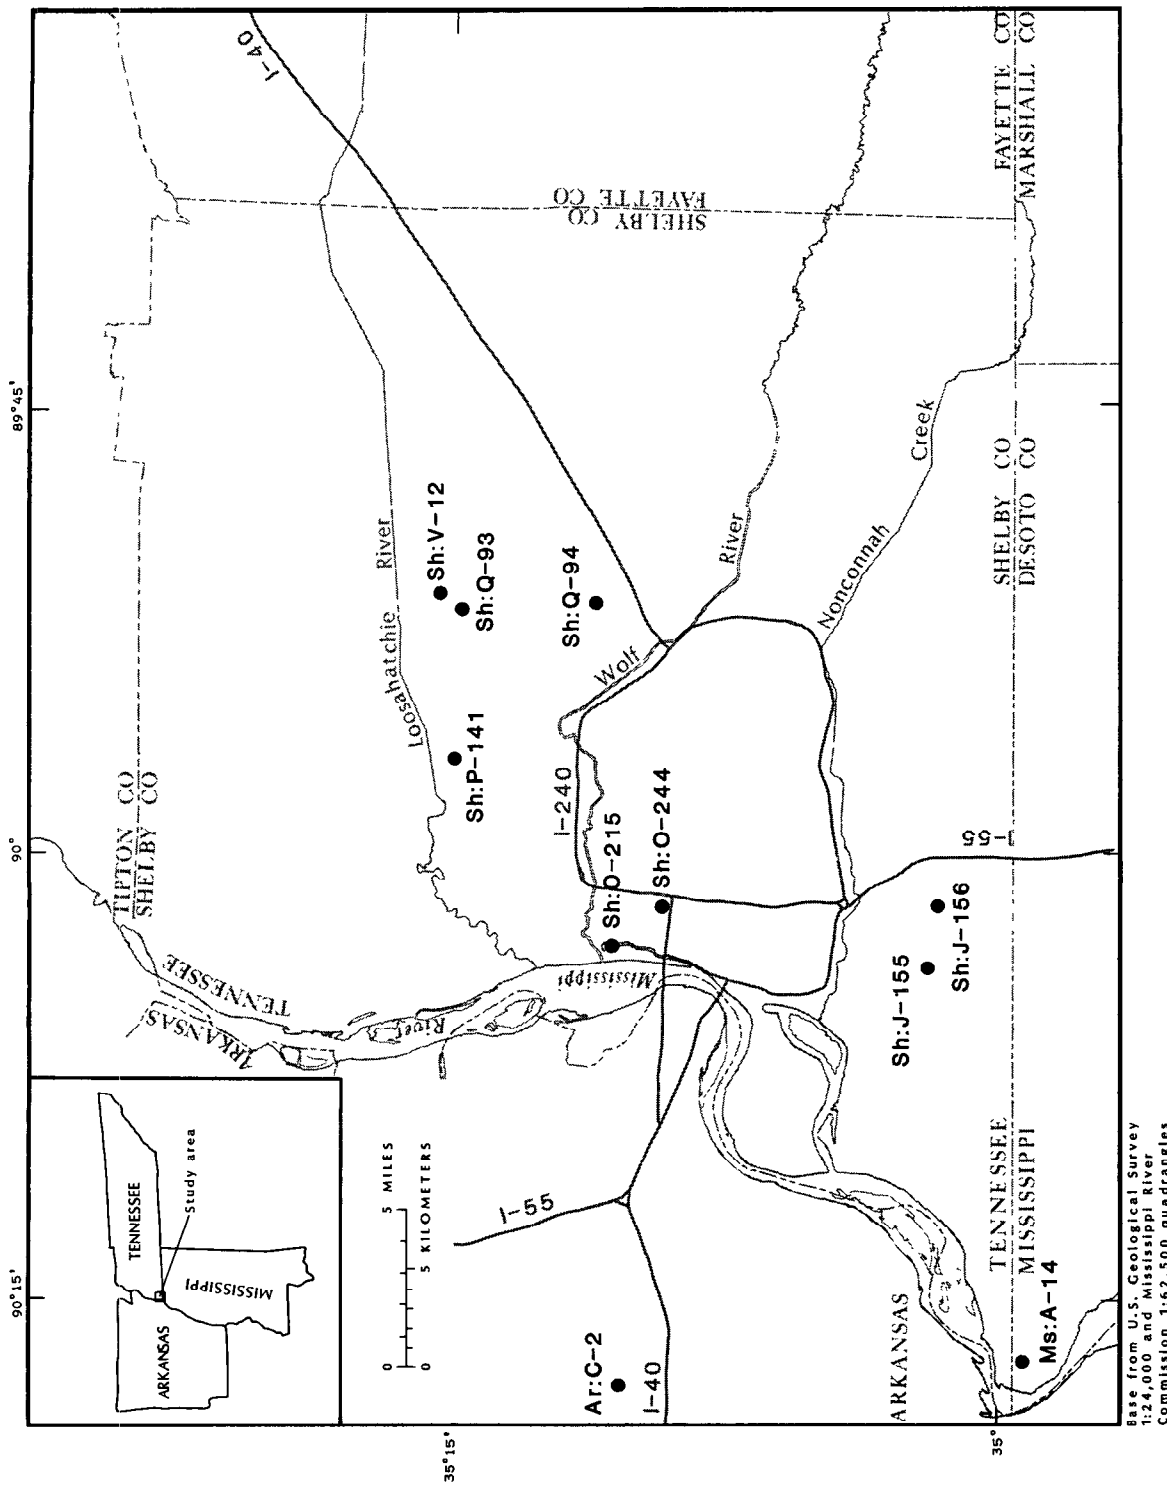 90°15'
90°
89°45'
35°15'
35°
TENNESSEE
ARKANSAS
MISSISSIPPI
Study area
0 5 MILES
0 5 KILOMETERS
TIPTON CO
SHELBY CO
TENNESSEE
ARKANSAS
Mississippi
River
Loosahatchie River
I-40
SHELBY CO
FAYETTE CO
Sh:V-12
Sh:Q-93
Sh:P-141
Sh:Q-94
Wolf
River
I-240
Sh:O-215
Sh:O-244
I-55
Ar:C-2
I-40
Nonconnah
Creek
I-55
Sh:J-155
Sh:J-156
ARKANSAS
TENNESSEE
MISSISSIPPI
Ms:A-14
SHELBY CO
DESOTO CO
FAYETTE CO
MARSHALL CO
Base from U.S. Geological Survey
1:24,000 and Mississippi River
Commission 1:62,500 quadrangles